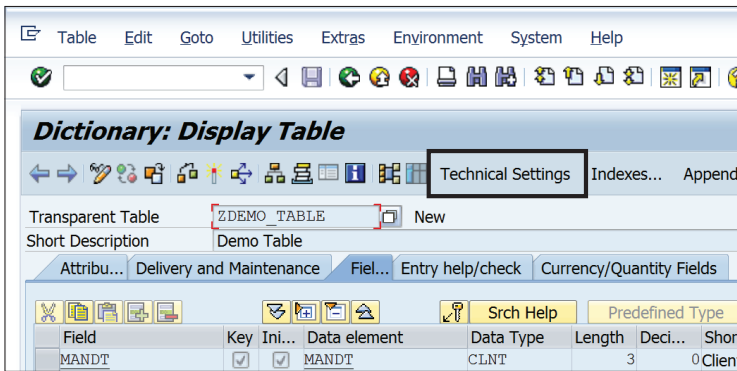 Table Edit Goto Utilities Extras Environment System Help
Dictionary: Display Table
Technical Settings Indexes... Append
Transparent Table ZDEMO_TABLE New
Short Description Demo Table
Attribu... Delivery and Maintenance Fiel... Entry help/check Currency/Quantity Fields
Srch Help Predefined Type
Field Key Ini... Data element Data Type Length Deci... Shor
MANDT MANDT CLNT 3 0 Clien